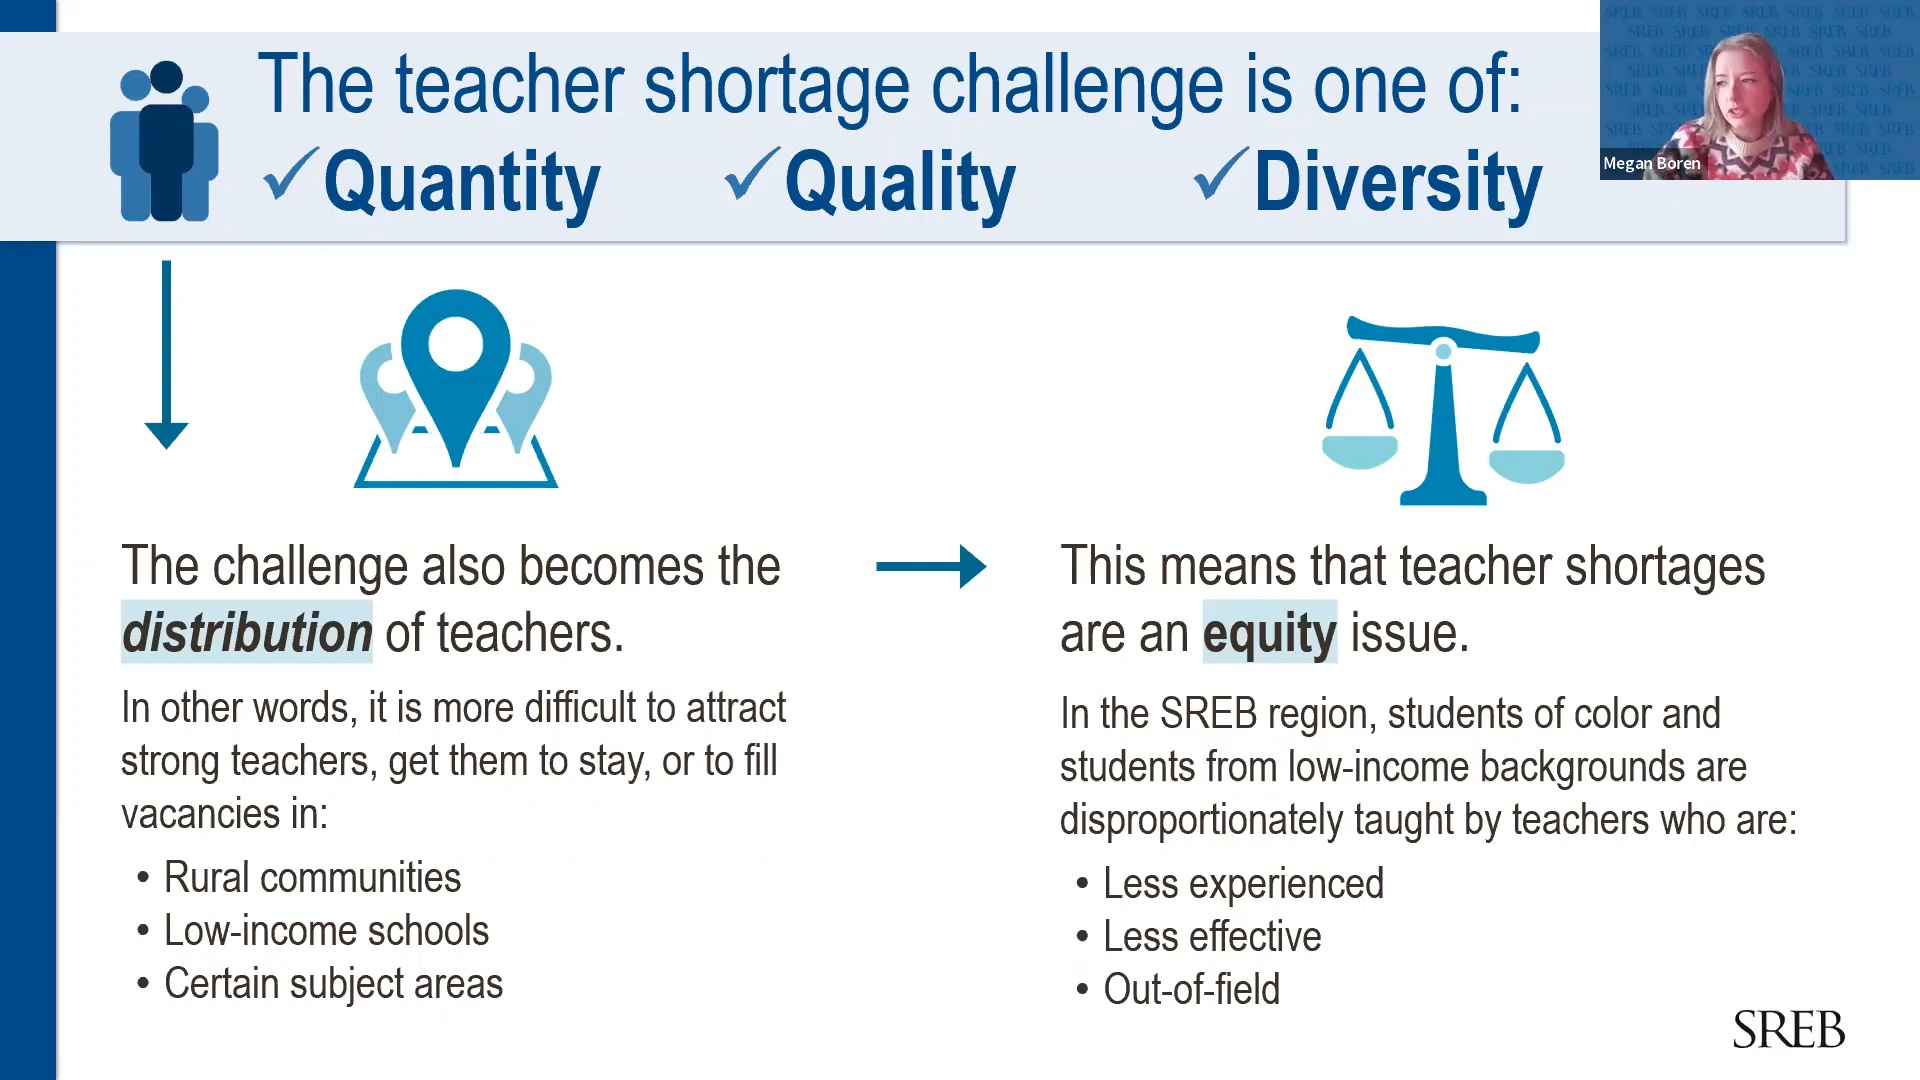 The teacher shortage challenge is one of:
✓Quantity ✓Quality ✓Diversity
Megan Boren
The challenge also becomes the
distribution of teachers.
In other words, it is more difficult to attract
strong teachers, get them to stay, or to fill
vacancies in:
• Rural communities
• Low-income schools
• Certain subject areas
This means that teacher shortages
are an equity issue.
In the SREB region, students of color and
students from low-income backgrounds are
disproportionately taught by teachers who are:
• Less experienced
• Less effective
• Out-of-field
SREB